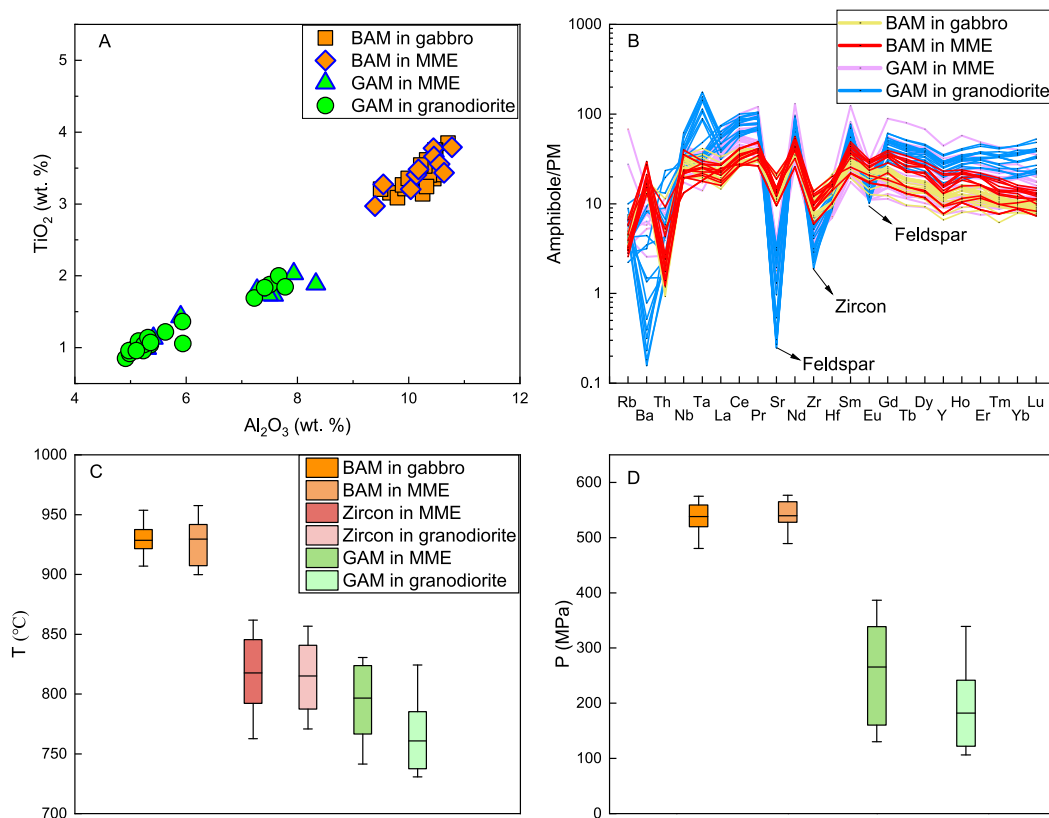 A
BAM in gabbro
BAM in MME
GAM in MME
GAM in granodiorite
5
4
3
2
1
TiO₂ (wt. %)
4
6
8
10
12
Al₂O₃ (wt. %)
B
BAM in gabbro
BAM in MME
GAM in MME
GAM in granodiorite
1000
100
10
1
0.1
Amphibole/PM
Feldspar
Zircon
Feldspar
Rb
Ba
Th
Nb
Ta
La
Ce
Pr
Sr
Nd
Zr
Hf
Sm
Eu
Gd
Tb
Dy
Y
Ho
Er
Tm
Yb
Lu
C
BAM in gabbro
BAM in MME
Zircon in MME
Zircon in granodiorite
GAM in MME
GAM in granodiorite
1000
950
900
850
800
750
700
T (°C)
D
600
500
400
300
200
100
0
P (MPa)